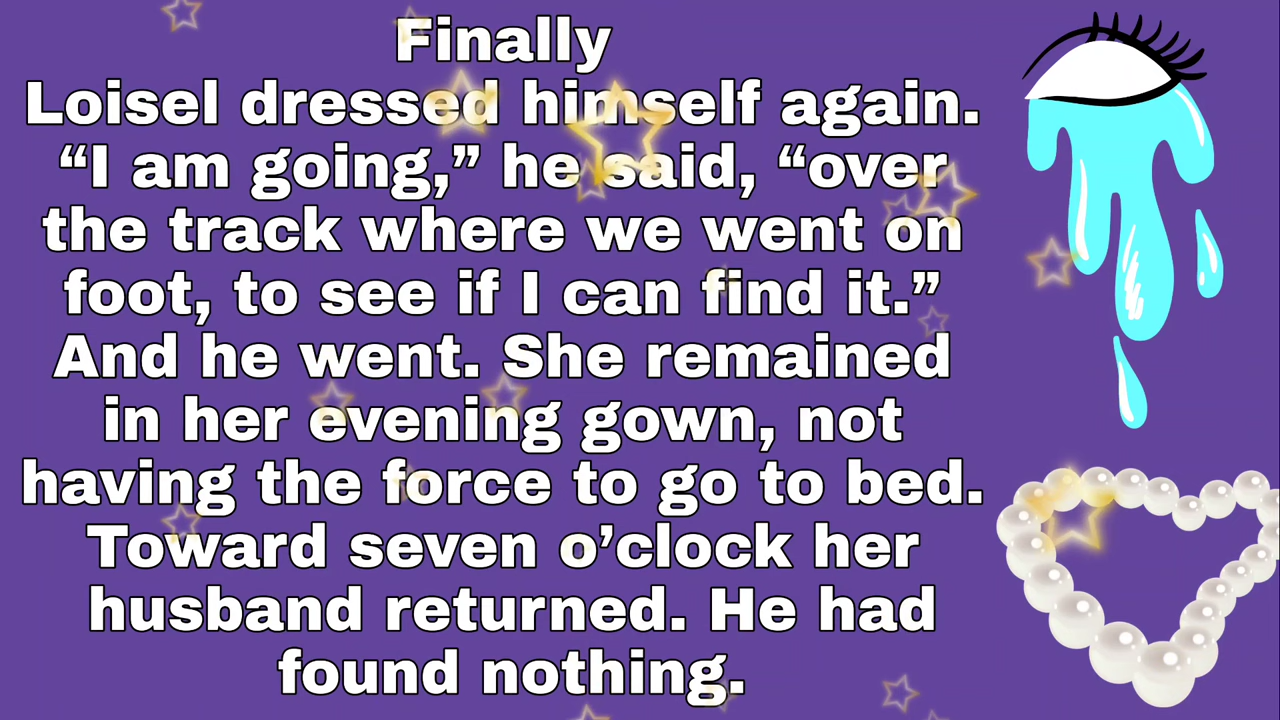 Finally
Loisel dressed himself again.
“I am going,” he said, “over
the track where we went on
foot, to see if I can find it.”
And he went. She remained
in her evening gown, not
having the force to go to bed.
Toward seven o’clock her
husband returned. He had
found nothing.